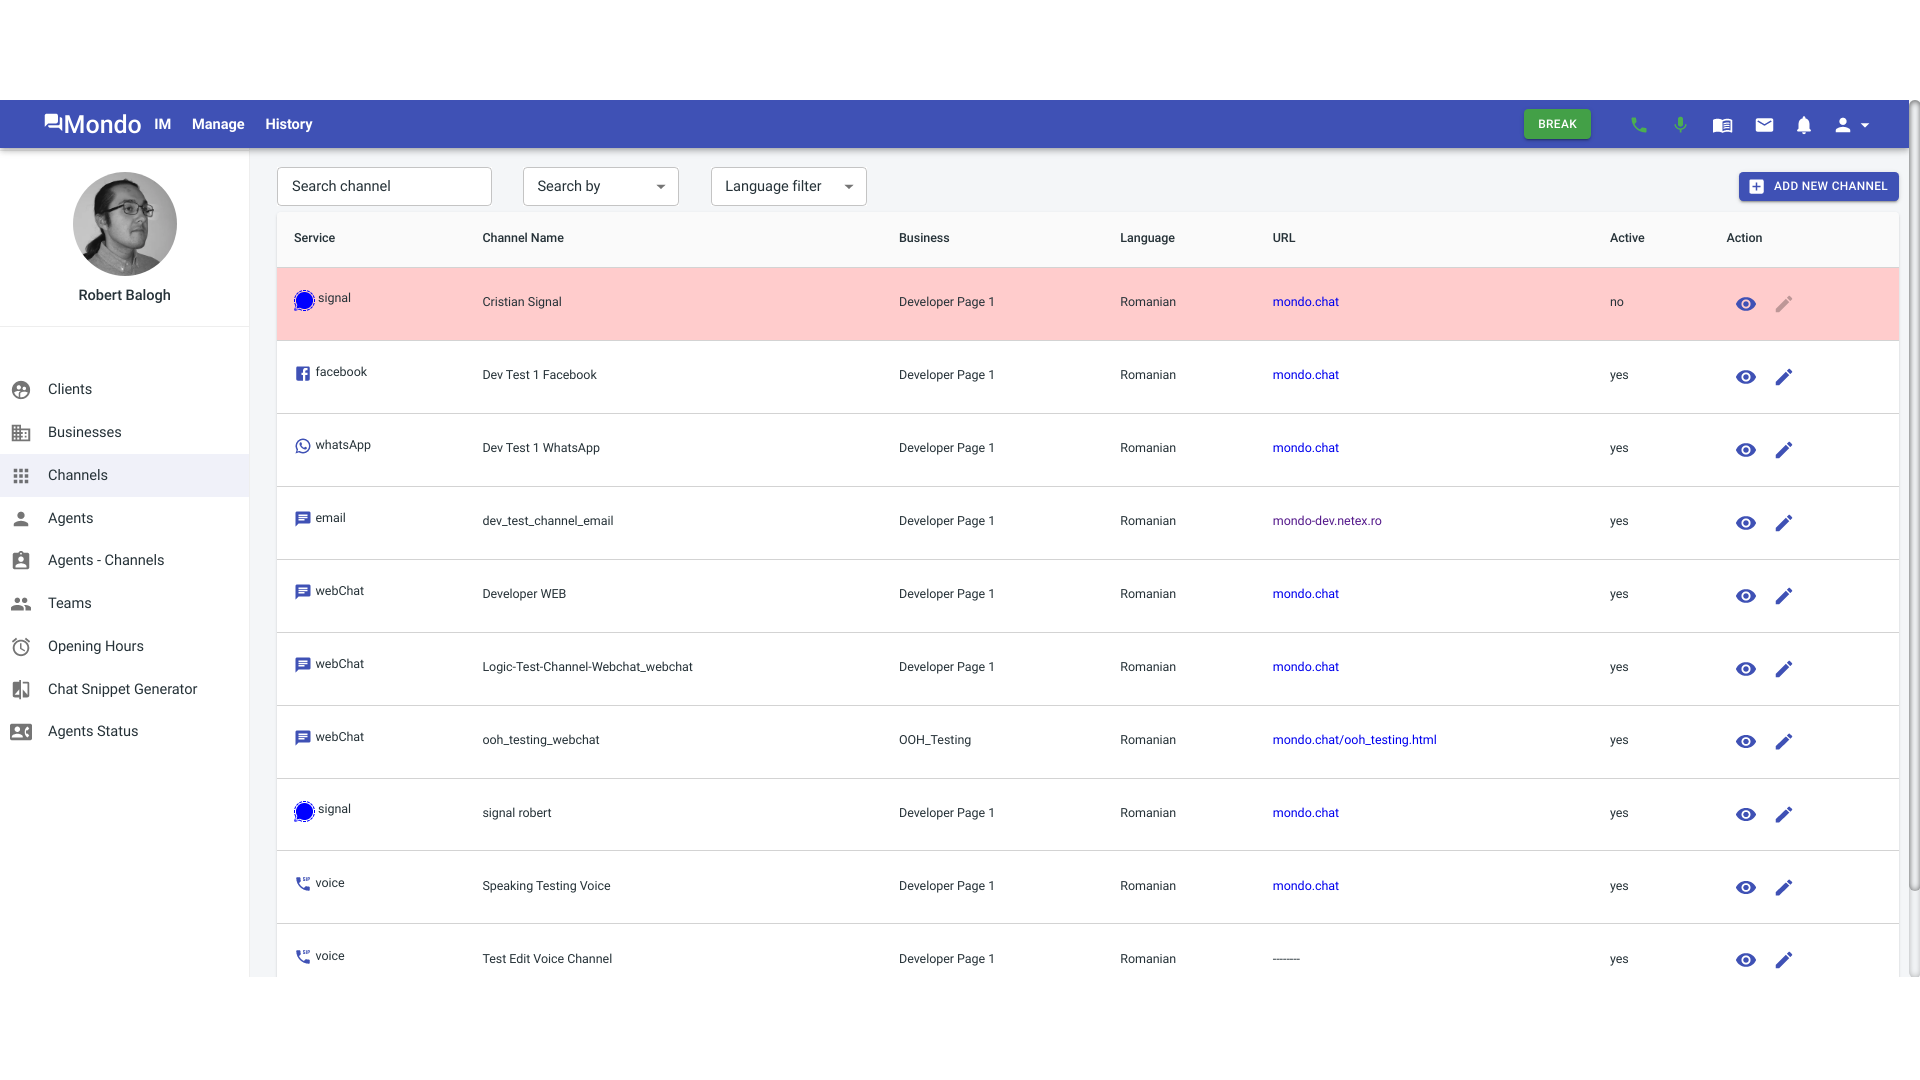 Mondo IM Manage History BREAK
Robert Balogh
Clients
Businesses
Channels
Agents
Agents - Channels
Teams
Opening Hours
Chat Snippet Generator
Agents Status
Search channel Search by Language filter ADD NEW CHANNEL
Service Channel Name Business Language URL Active Action
signal Cristian Signal Developer Page 1 Romanian mondo.chat no
facebook Dev Test 1 Facebook Developer Page 1 Romanian mondo.chat yes
whatsApp Dev Test 1 WhatsApp Developer Page 1 Romanian mondo.chat yes
email dev_test_channel_email Developer Page 1 Romanian mondo-dev.netex.ro yes
webChat Developer WEB Developer Page 1 Romanian mondo.chat yes
webChat Logic-Test-Channel-Webchat_webchat Developer Page 1 Romanian mondo.chat yes
webChat ooh_testing_webchat OOH_Testing Romanian mondo.chat/ooh_testing.html yes
signal signal robert Developer Page 1 Romanian mondo.chat yes
voice Speaking Testing Voice Developer Page 1 Romanian mondo.chat yes
voice Test Edit Voice Channel Developer Page 1 Romanian -------- yes